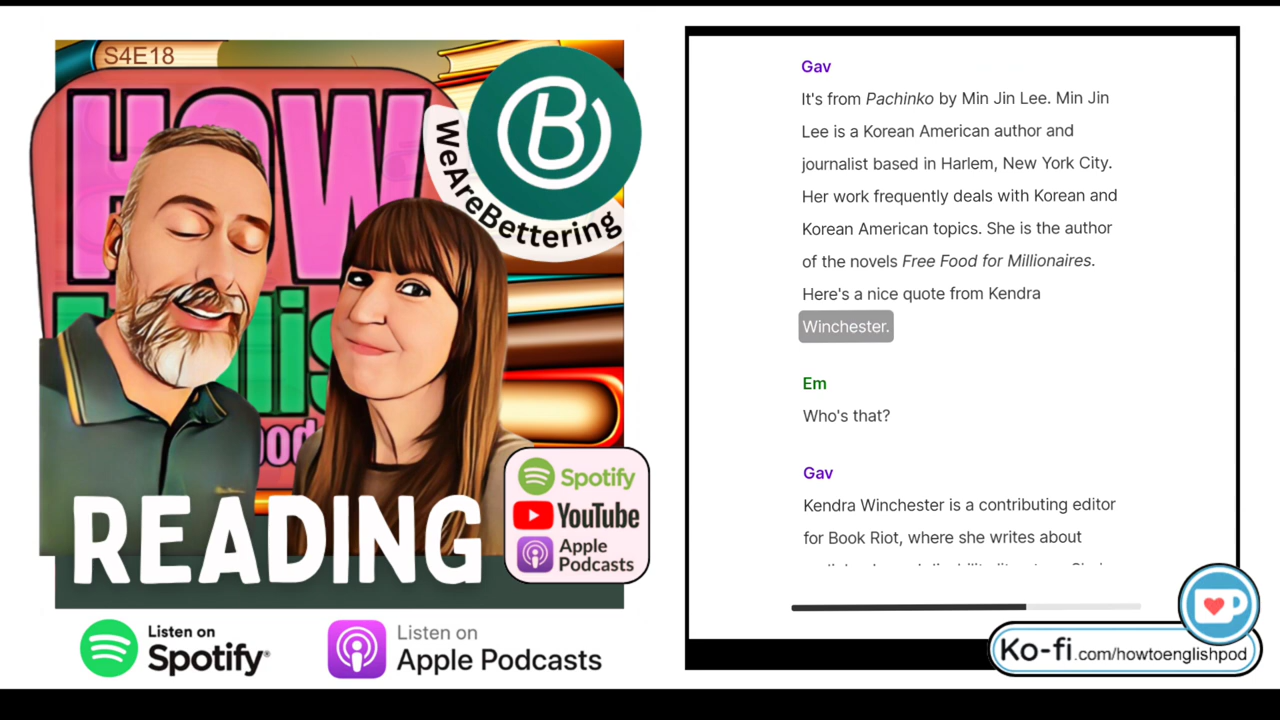 S4E18
HOW
WeAreBettering
B
READING
Spotify
YouTube
Apple
Podcasts
Listen on
Spotify®
Listen on
Apple Podcasts
Gav
It's from Pachinko by Min Jin Lee. Min Jin
Lee is a Korean American author and
journalist based in Harlem, New York City.
Her work frequently deals with Korean and
Korean American topics. She is the author
of the novels Free Food for Millionaires.
Here's a nice quote from Kendra
Winchester.
Em
Who's that?
Gav
Kendra Winchester is a contributing editor
for Book Riot, where she writes about
Ko-fi.com/howtoenglishpod